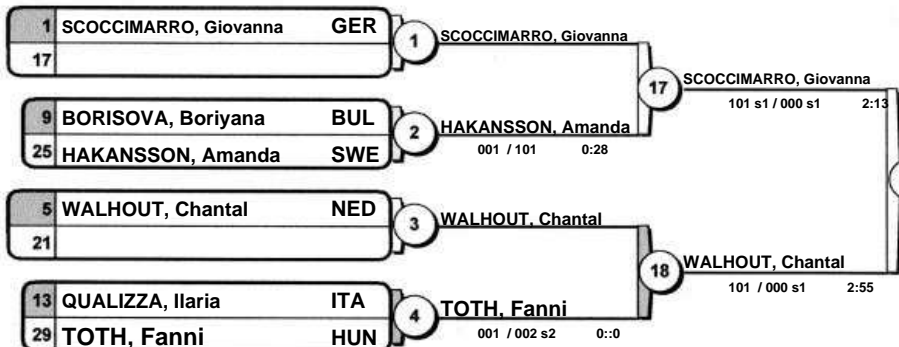 1 SCOCCIMARRO, Giovanna GER
17
1
SCOCCIMARRO, Giovanna
9 BORISOVA, Boriyana BUL
25 HAKANSSON, Amanda SWE
2
HAKANSSON, Amanda
001 / 101 0:28
17
SCOCCIMARRO, Giovanna
101 s1 / 000 s1 2:13
5 WALHOUT, Chantal NED
21
3
WALHOUT, Chantal
13 QUALIZZA, Ilaria ITA
29 TOTH, Fanni HUN
4
TOTH, Fanni
001 / 002 s2 0::0
18
WALHOUT, Chantal
101 / 000 s1 2:55